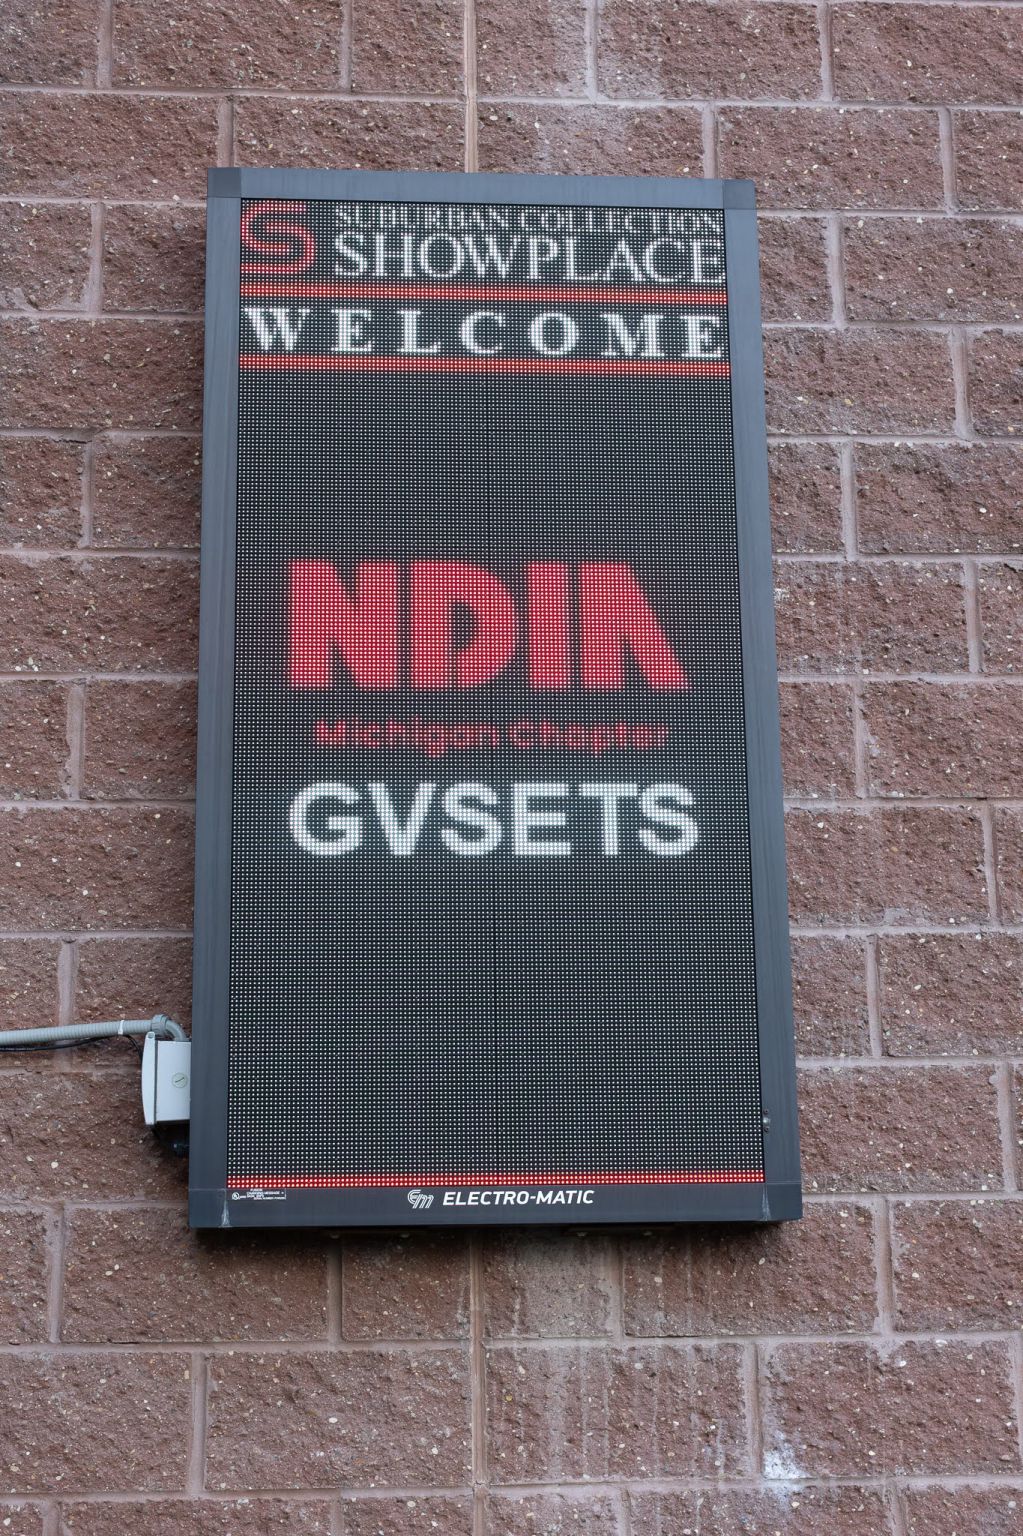 SUBURBAN COLLECTION
SHOWPLACE
WELCOME
NDIA
Michigan Chapter
GVSETS
ELECTRO-MATIC